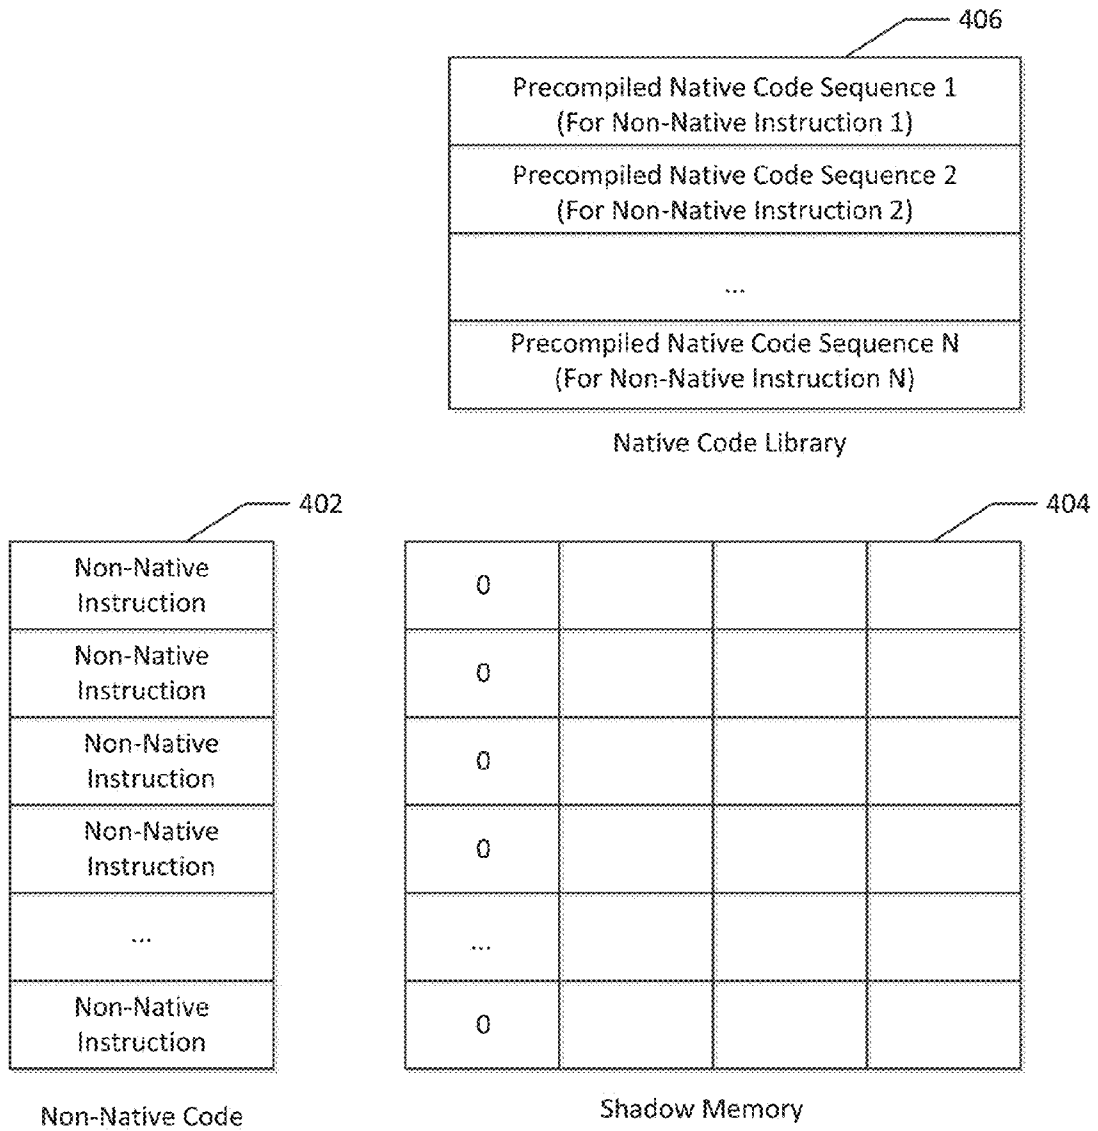 406
Precompiled Native Code Sequence 1
(For Non-Native Instruction 1)
Precompiled Native Code Sequence 2
(For Non-Native Instruction 2)
...
Precompiled Native Code Sequence N
(For Non-Native Instruction N)
Native Code Library
402
Non-Native
Instruction
Non-Native
Instruction
Non-Native
Instruction
Non-Native
Instruction
...
Non-Native
Instruction
Non-Native Code
404
0
0
0
0
...
0
Shadow Memory